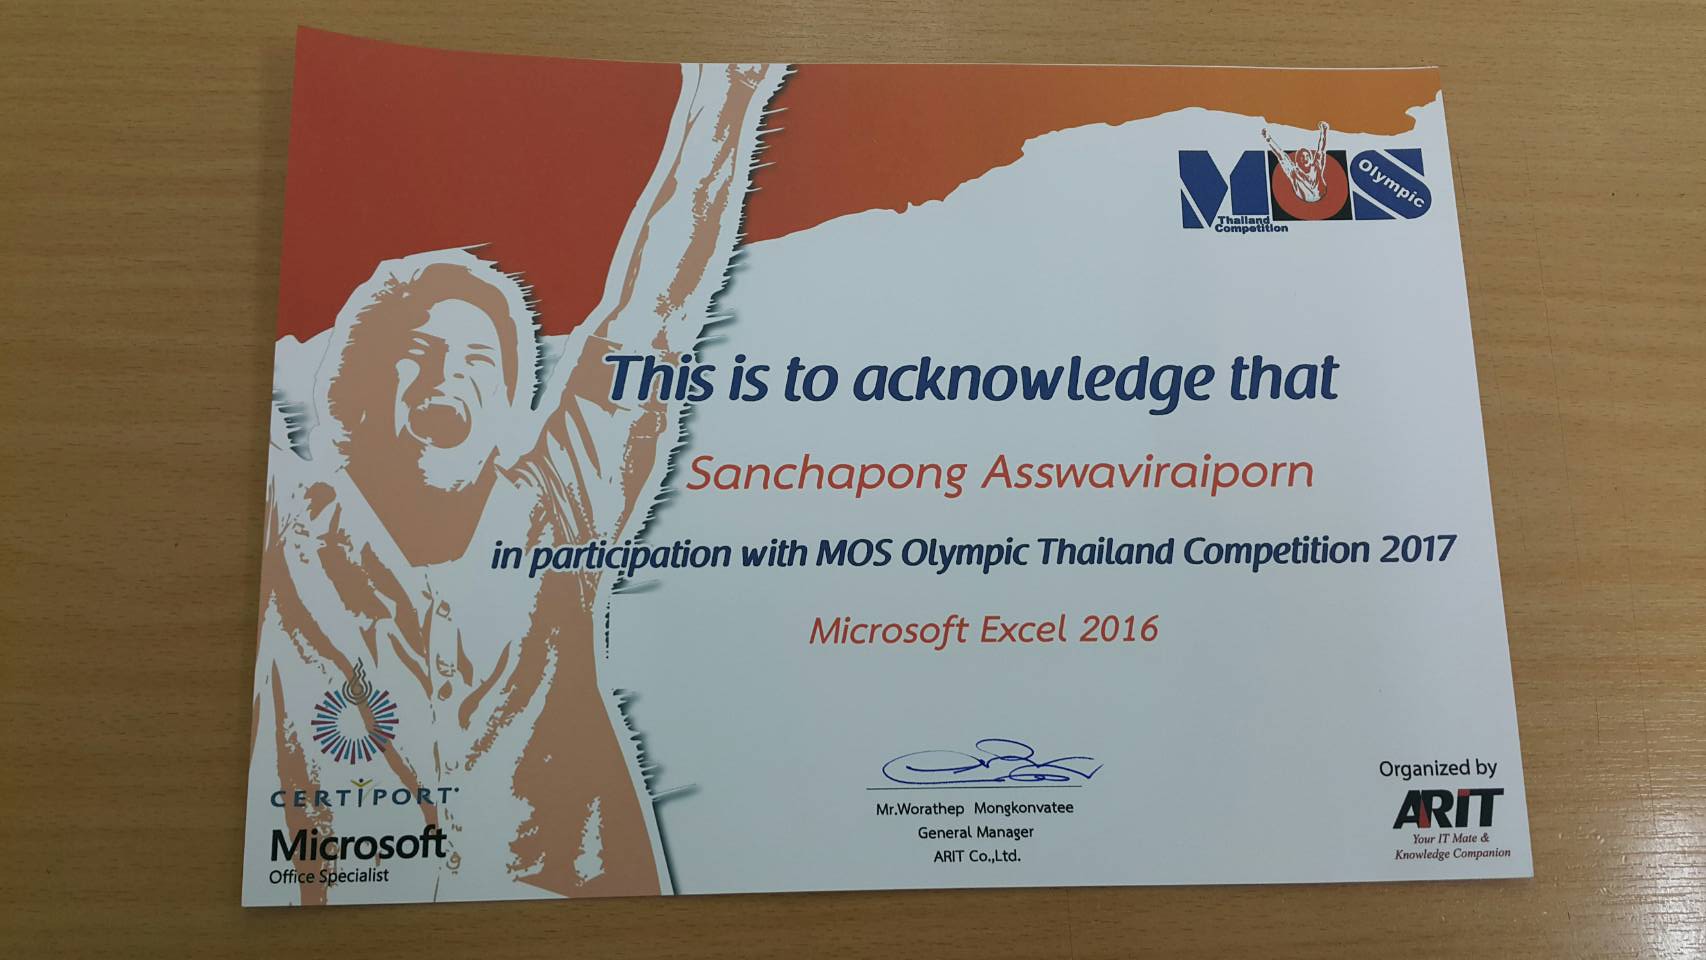 MOS
Olympic
Thailand
Competition
This is to acknowledge that
Sanchapong Asswaviraiporn
in participation with MOS Olympic Thailand Competition 2017
Microsoft Excel 2016
Mr.Worathep Mongkonvatee
General Manager
ARIT Co.,Ltd.
CERTIPORT
Microsoft
Office Specialist
Organized by
ARiT
Your IT Mate &
Knowledge Companion